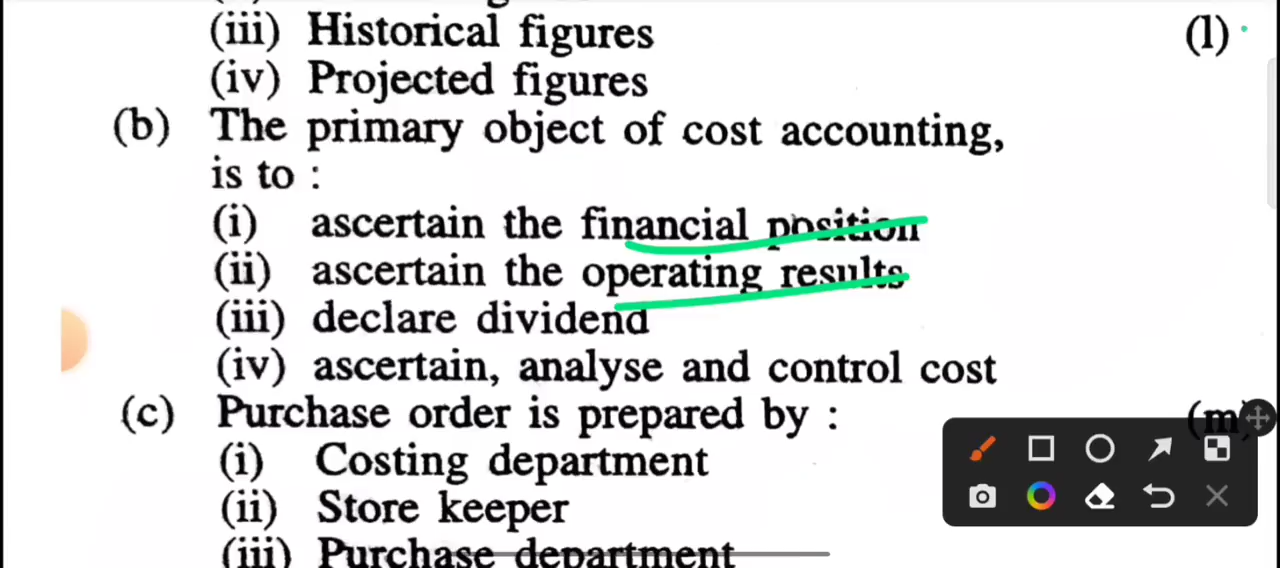 (iii) Historical figures (l)
(iv) Projected figures
(b) The primary object of cost accounting,
is to :
(i) ascertain the financial position
(ii) ascertain the operating results
(iii) declare dividend
(iv) ascertain, analyse and control cost
(c) Purchase order is prepared by : (m)
(i) Costing department
(ii) Store keeper
(iii) Purchase department